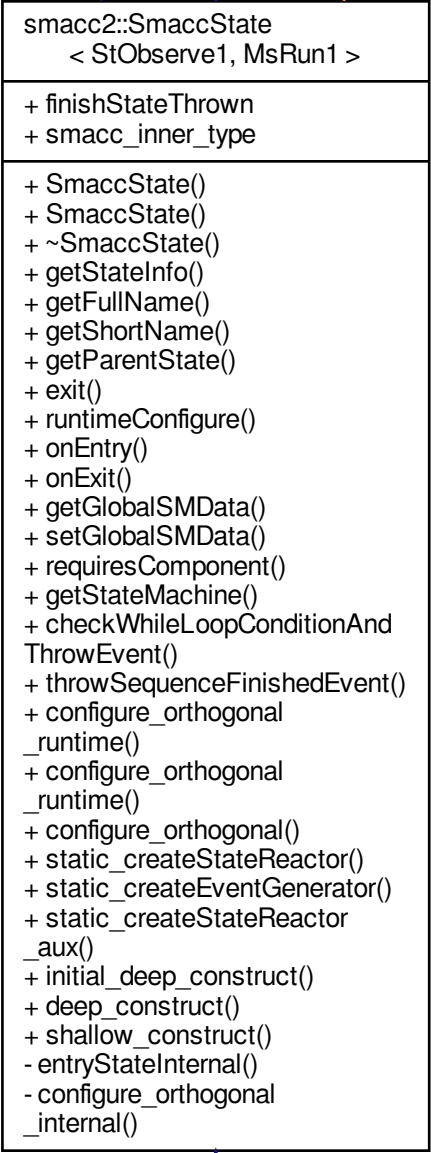 smacc2::SmaccState
< StObserve1, MsRun1 >
+ finishStateThrown
+ smacc_inner_type
+ SmaccState()
+ SmaccState()
+ ~SmaccState()
+ getStateInfo()
+ getFullName()
+ getShortName()
+ getParentState()
+ exit()
+ runtimeConfigure()
+ onEntry()
+ onExit()
+ getGlobalSMData()
+ setGlobalSMData()
+ requiresComponent()
+ getStateMachine()
+ checkWhileLoopConditionAnd
ThrowEvent()
+ throwSequenceFinishedEvent()
+ configure_orthogonal
_runtime()
+ configure_orthogonal
_runtime()
+ configure_orthogonal()
+ static_createStateReactor()
+ static_createEventGenerator()
+ static_createStateReactor
_aux()
+ initial_deep_construct()
+ deep_construct()
+ shallow_construct()
- entryStateInternal()
- configure_orthogonal
_internal()